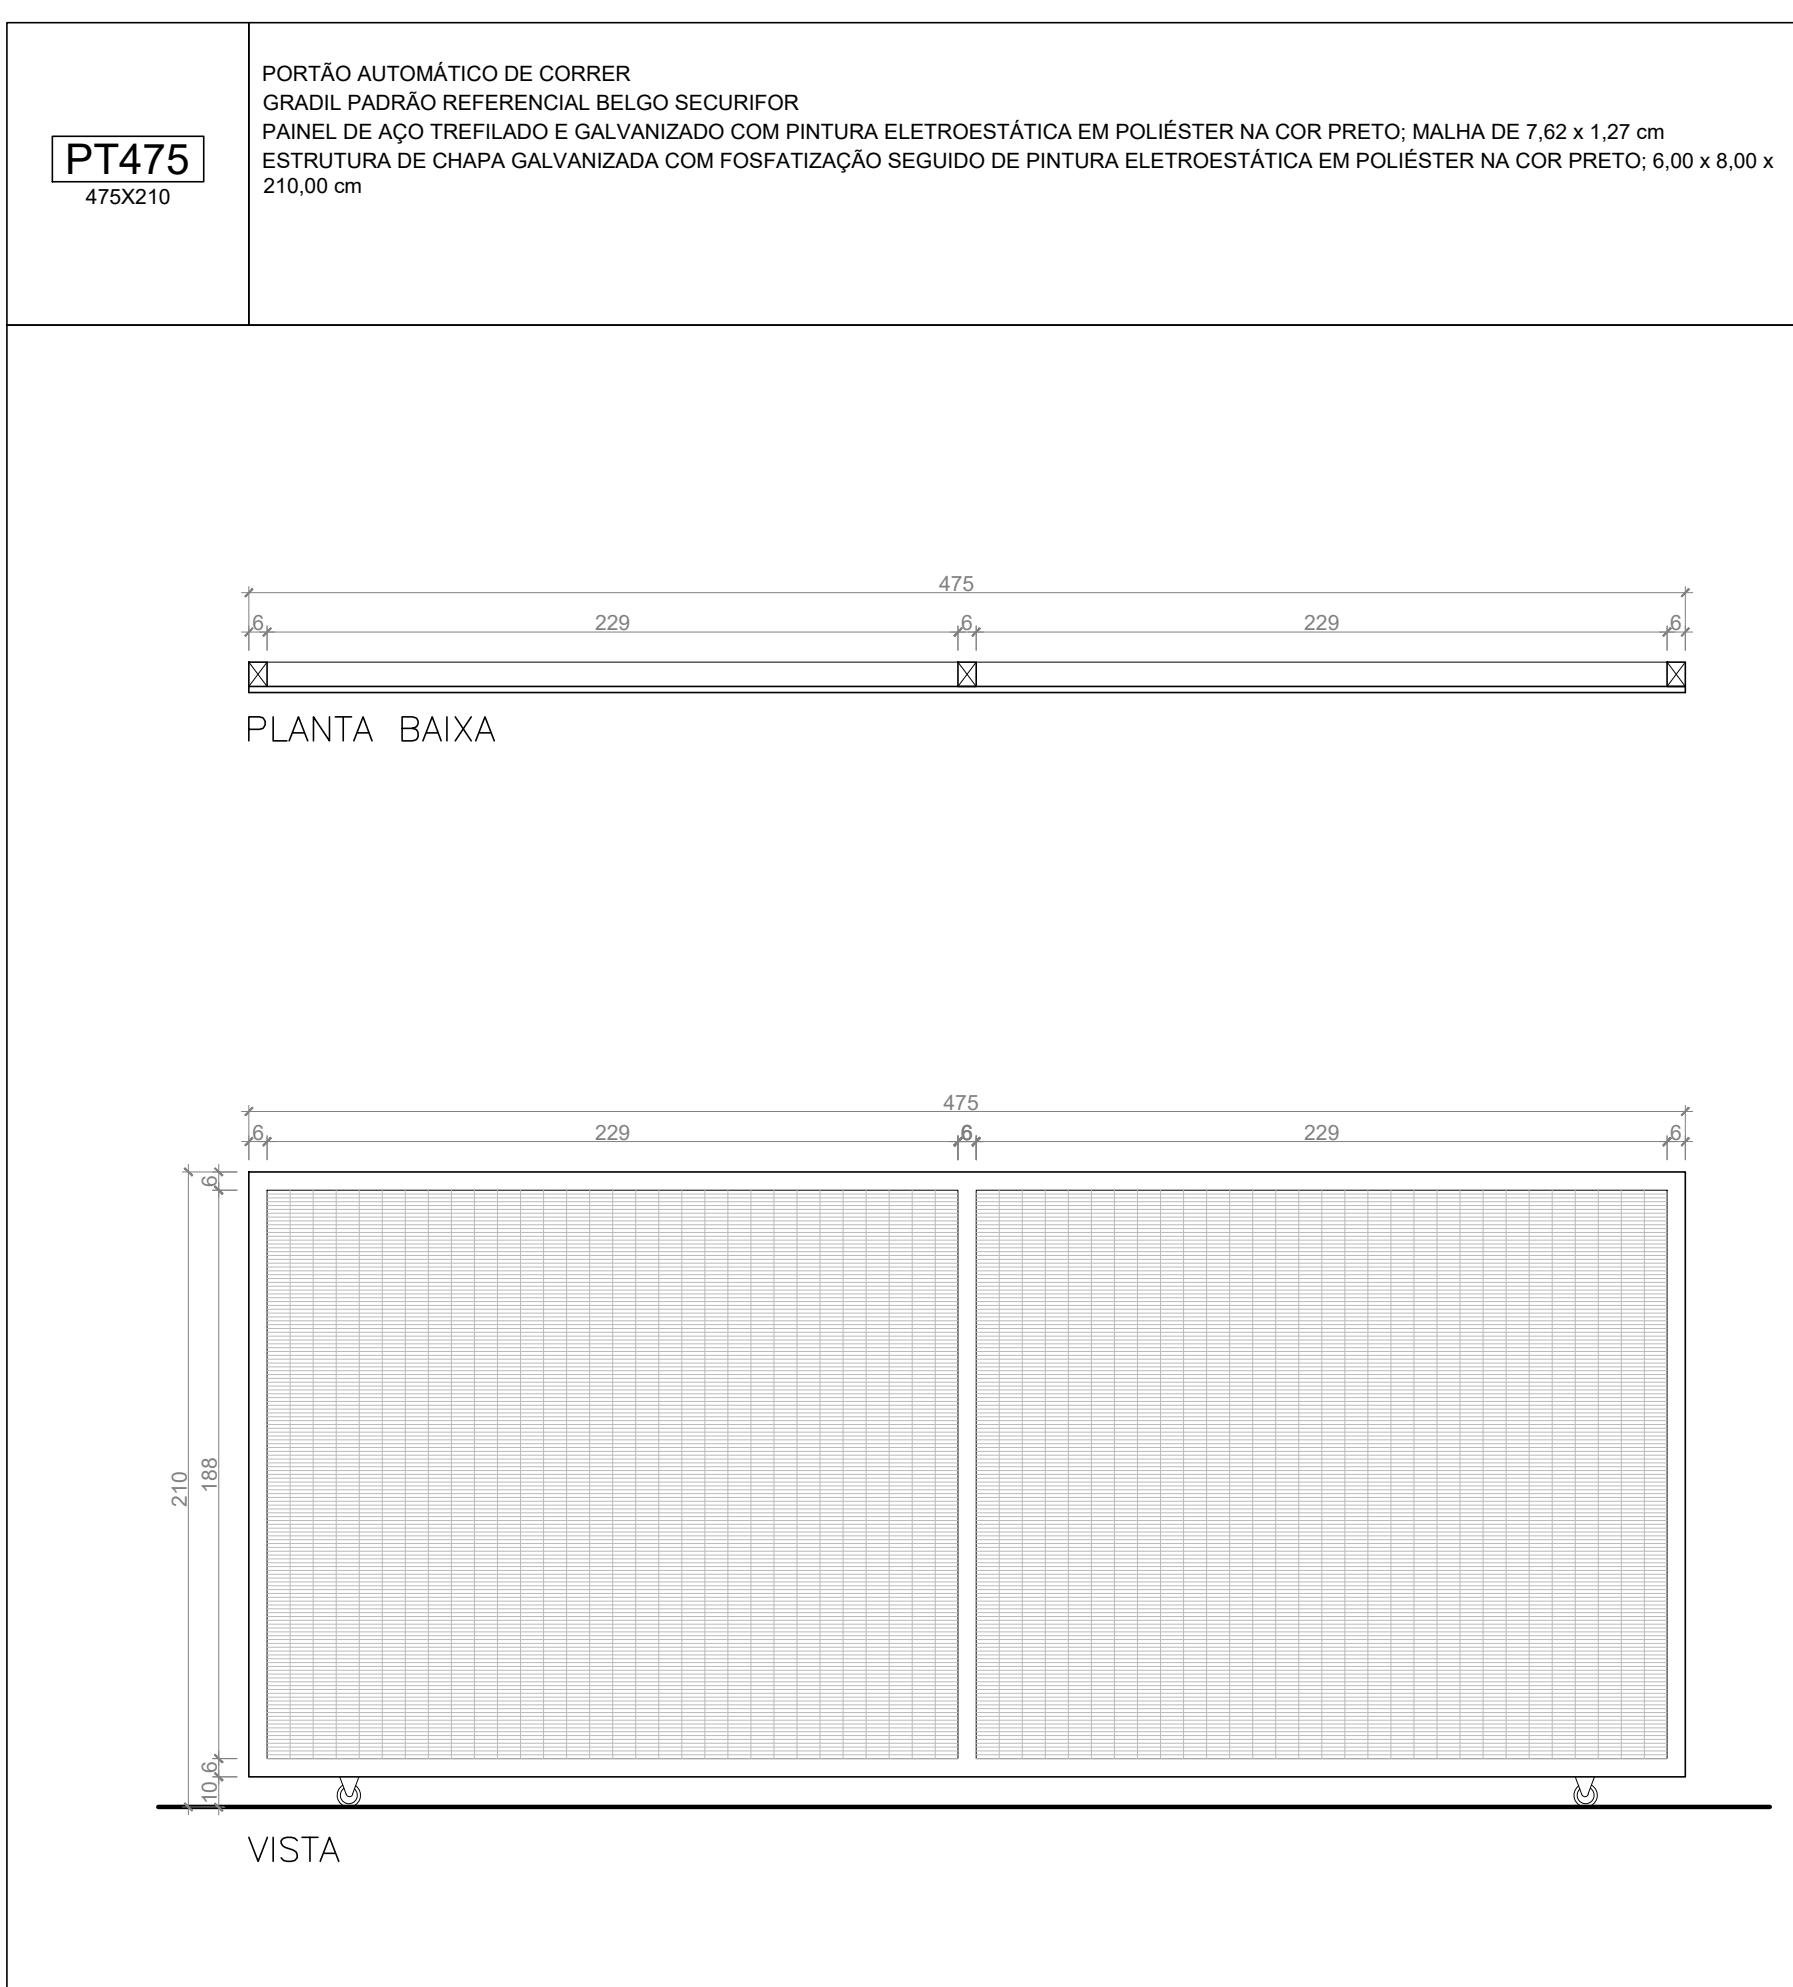 PT475
475X210
PORTÃO AUTOMÁTICO DE CORRER
GRADIL PADRÃO REFERENCIAL BELGO SECURIFOR
PAINEL DE AÇO TREFILADO E GALVANIZADO COM PINTURA ELETROESTÁTICA EM POLIÉSTER NA COR PRETO; MALHA DE 7,62 x 1,27 cm
ESTRUTURA DE CHAPA GALVANIZADA COM FOSFATIZAÇÃO SEGUIDO DE PINTURA ELETROESTÁTICA EM POLIÉSTER NA COR PRETO; 6,00 x 8,00 x
210,00 cm
475
6 229 6 229 6
PLANTA BAIXA
475
6 229 6 229 6
6
188
210
6
10
VISTA